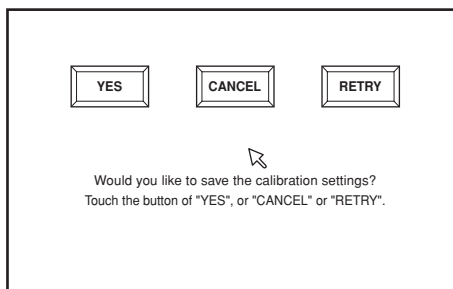 YES CANCEL RETRY
Would you like to save the calibration settings?
Touch the button of "YES", or "CANCEL" or "RETRY".